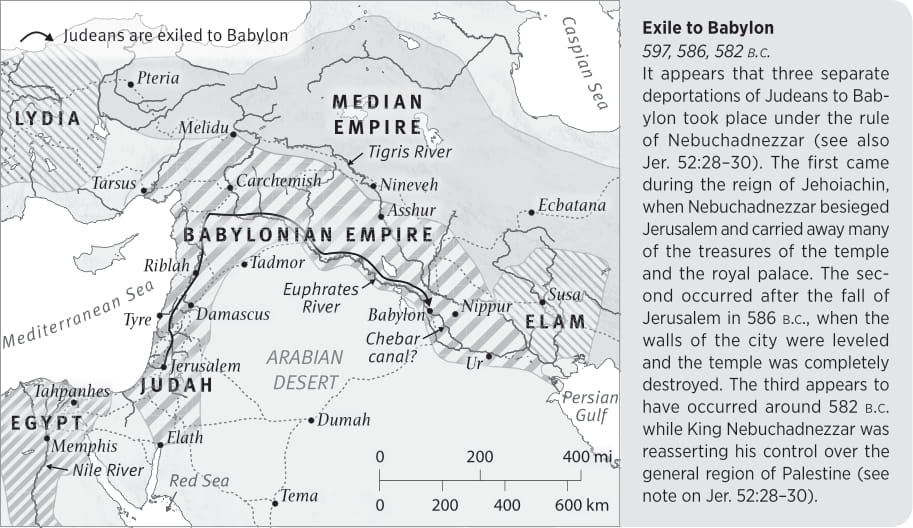 Judeans are exiled to Babylon
Caspian Sea
Pteria
LYDIA
MEDIAN
EMPIRE
Melidu
Tigris River
Tarsus
Carchemish
Nineveh
Asshur
Ecbatana
BABYLONIAN EMPIRE
Riblah
Tadmor
Mediterranean Sea
Euphrates
River
Susa
Tyre
Damascus
Babylon
Nippur
ELAM
Chebar
canal?
Jerusalem
ARABIAN
DESERT
Ur
JUDAH
Tahpanhes
Persian
Gulf
EGYPT
Dumah
Memphis
Elath
Nile River
Red Sea
Tema
0 200 400 mi
0 200 400 600 km
Exile to Babylon
597, 586, 582 B.C.
It appears that three separate
deportations of Judeans to Bab-
ylon took place under the rule
of Nebuchadnezzar (see also
Jer. 52:28–30). The first came
during the reign of Jehoiachin,
when Nebuchadnezzar besieged
Jerusalem and carried away many
of the treasures of the temple
and the royal palace. The sec-
ond occurred after the fall of
Jerusalem in 586 B.C., when the
walls of the city were leveled
and the temple was completely
destroyed. The third appears to
have occurred around 582 B.C.
while King Nebuchadnezzar was
reasserting his control over the
general region of Palestine (see
note on Jer. 52:28–30).